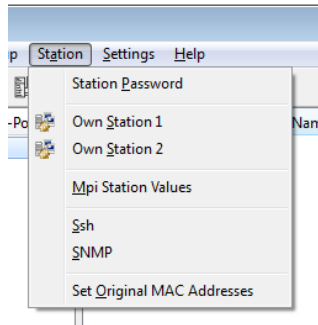 p Station Settings Help
Station Password
-Po Own Station 1 Nam
Own Station 2
Mpi Station Values
Ssh
SNMP
Set Original MAC Addresses